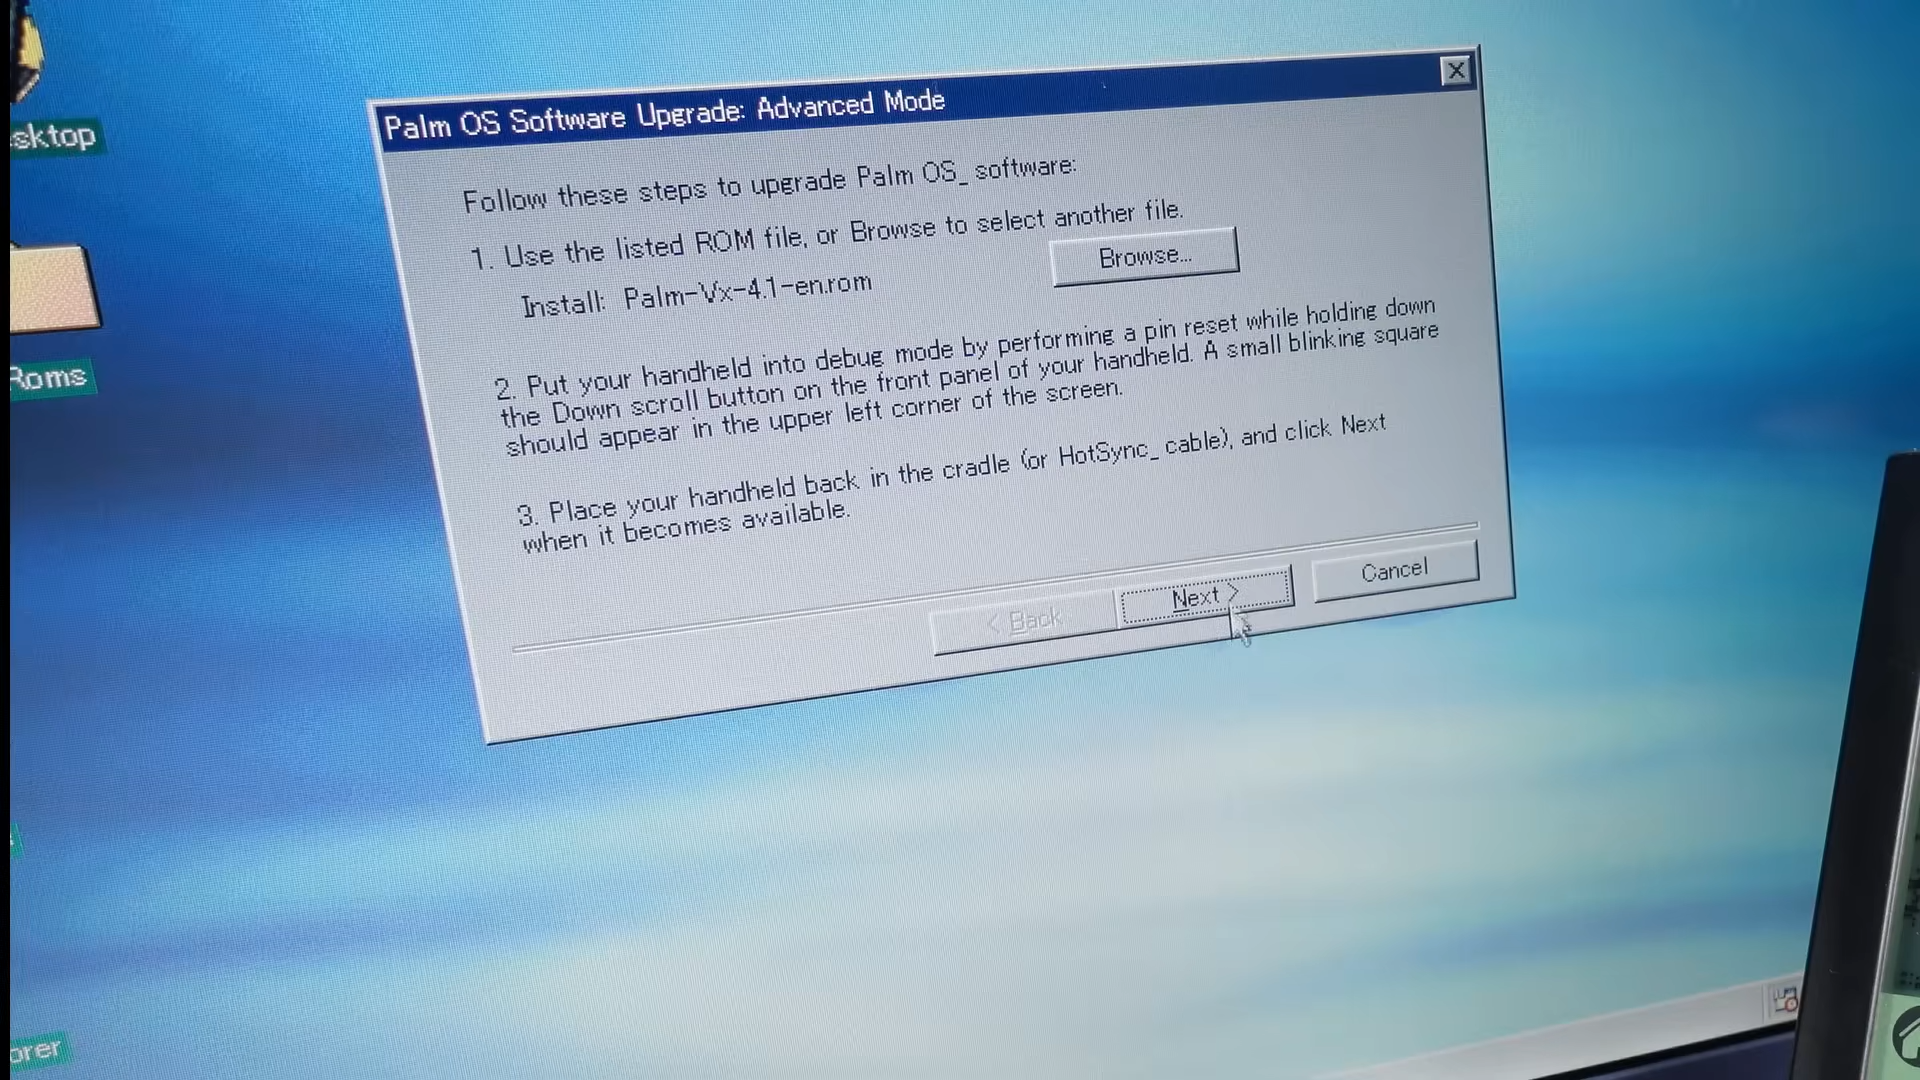 sktop
Roms
orer
Palm OS Software Upgrade: Advanced Mode
Follow these steps to upgrade Palm OS_ software:
1. Use the listed ROM file, or Browse to select another file.
Browse...
Install: Palm-Vx-4.1-en.rom
2. Put your handheld into debug mode by performing a pin reset while holding down
the Down scroll button on the front panel of your handheld. A small blinking square
should appear in the upper left corner of the screen.
3. Place your handheld back in the cradle (or HotSync_ cable), and click Next
when it becomes available.
< Back
Next >
Cancel